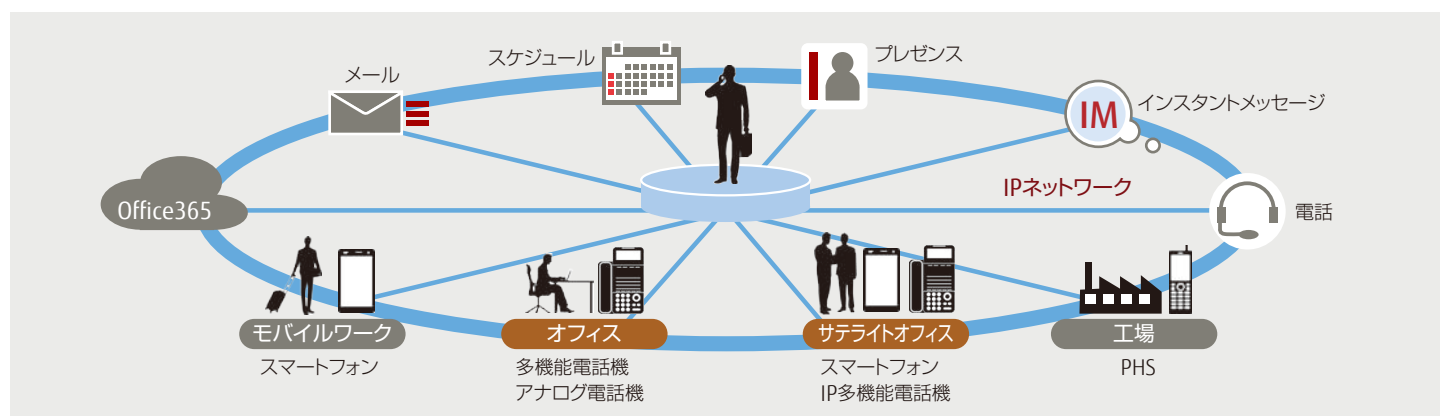 スケジュール
プレゼンス
メール
IM
インスタントメッセージ
IPネットワーク
Office365
電話
モバイルワーク
オフィス
サテライトオフィス
工場
スマートフォン
多機能電話機
アナログ電話機
スマートフォン
IP多機能電話機
PHS